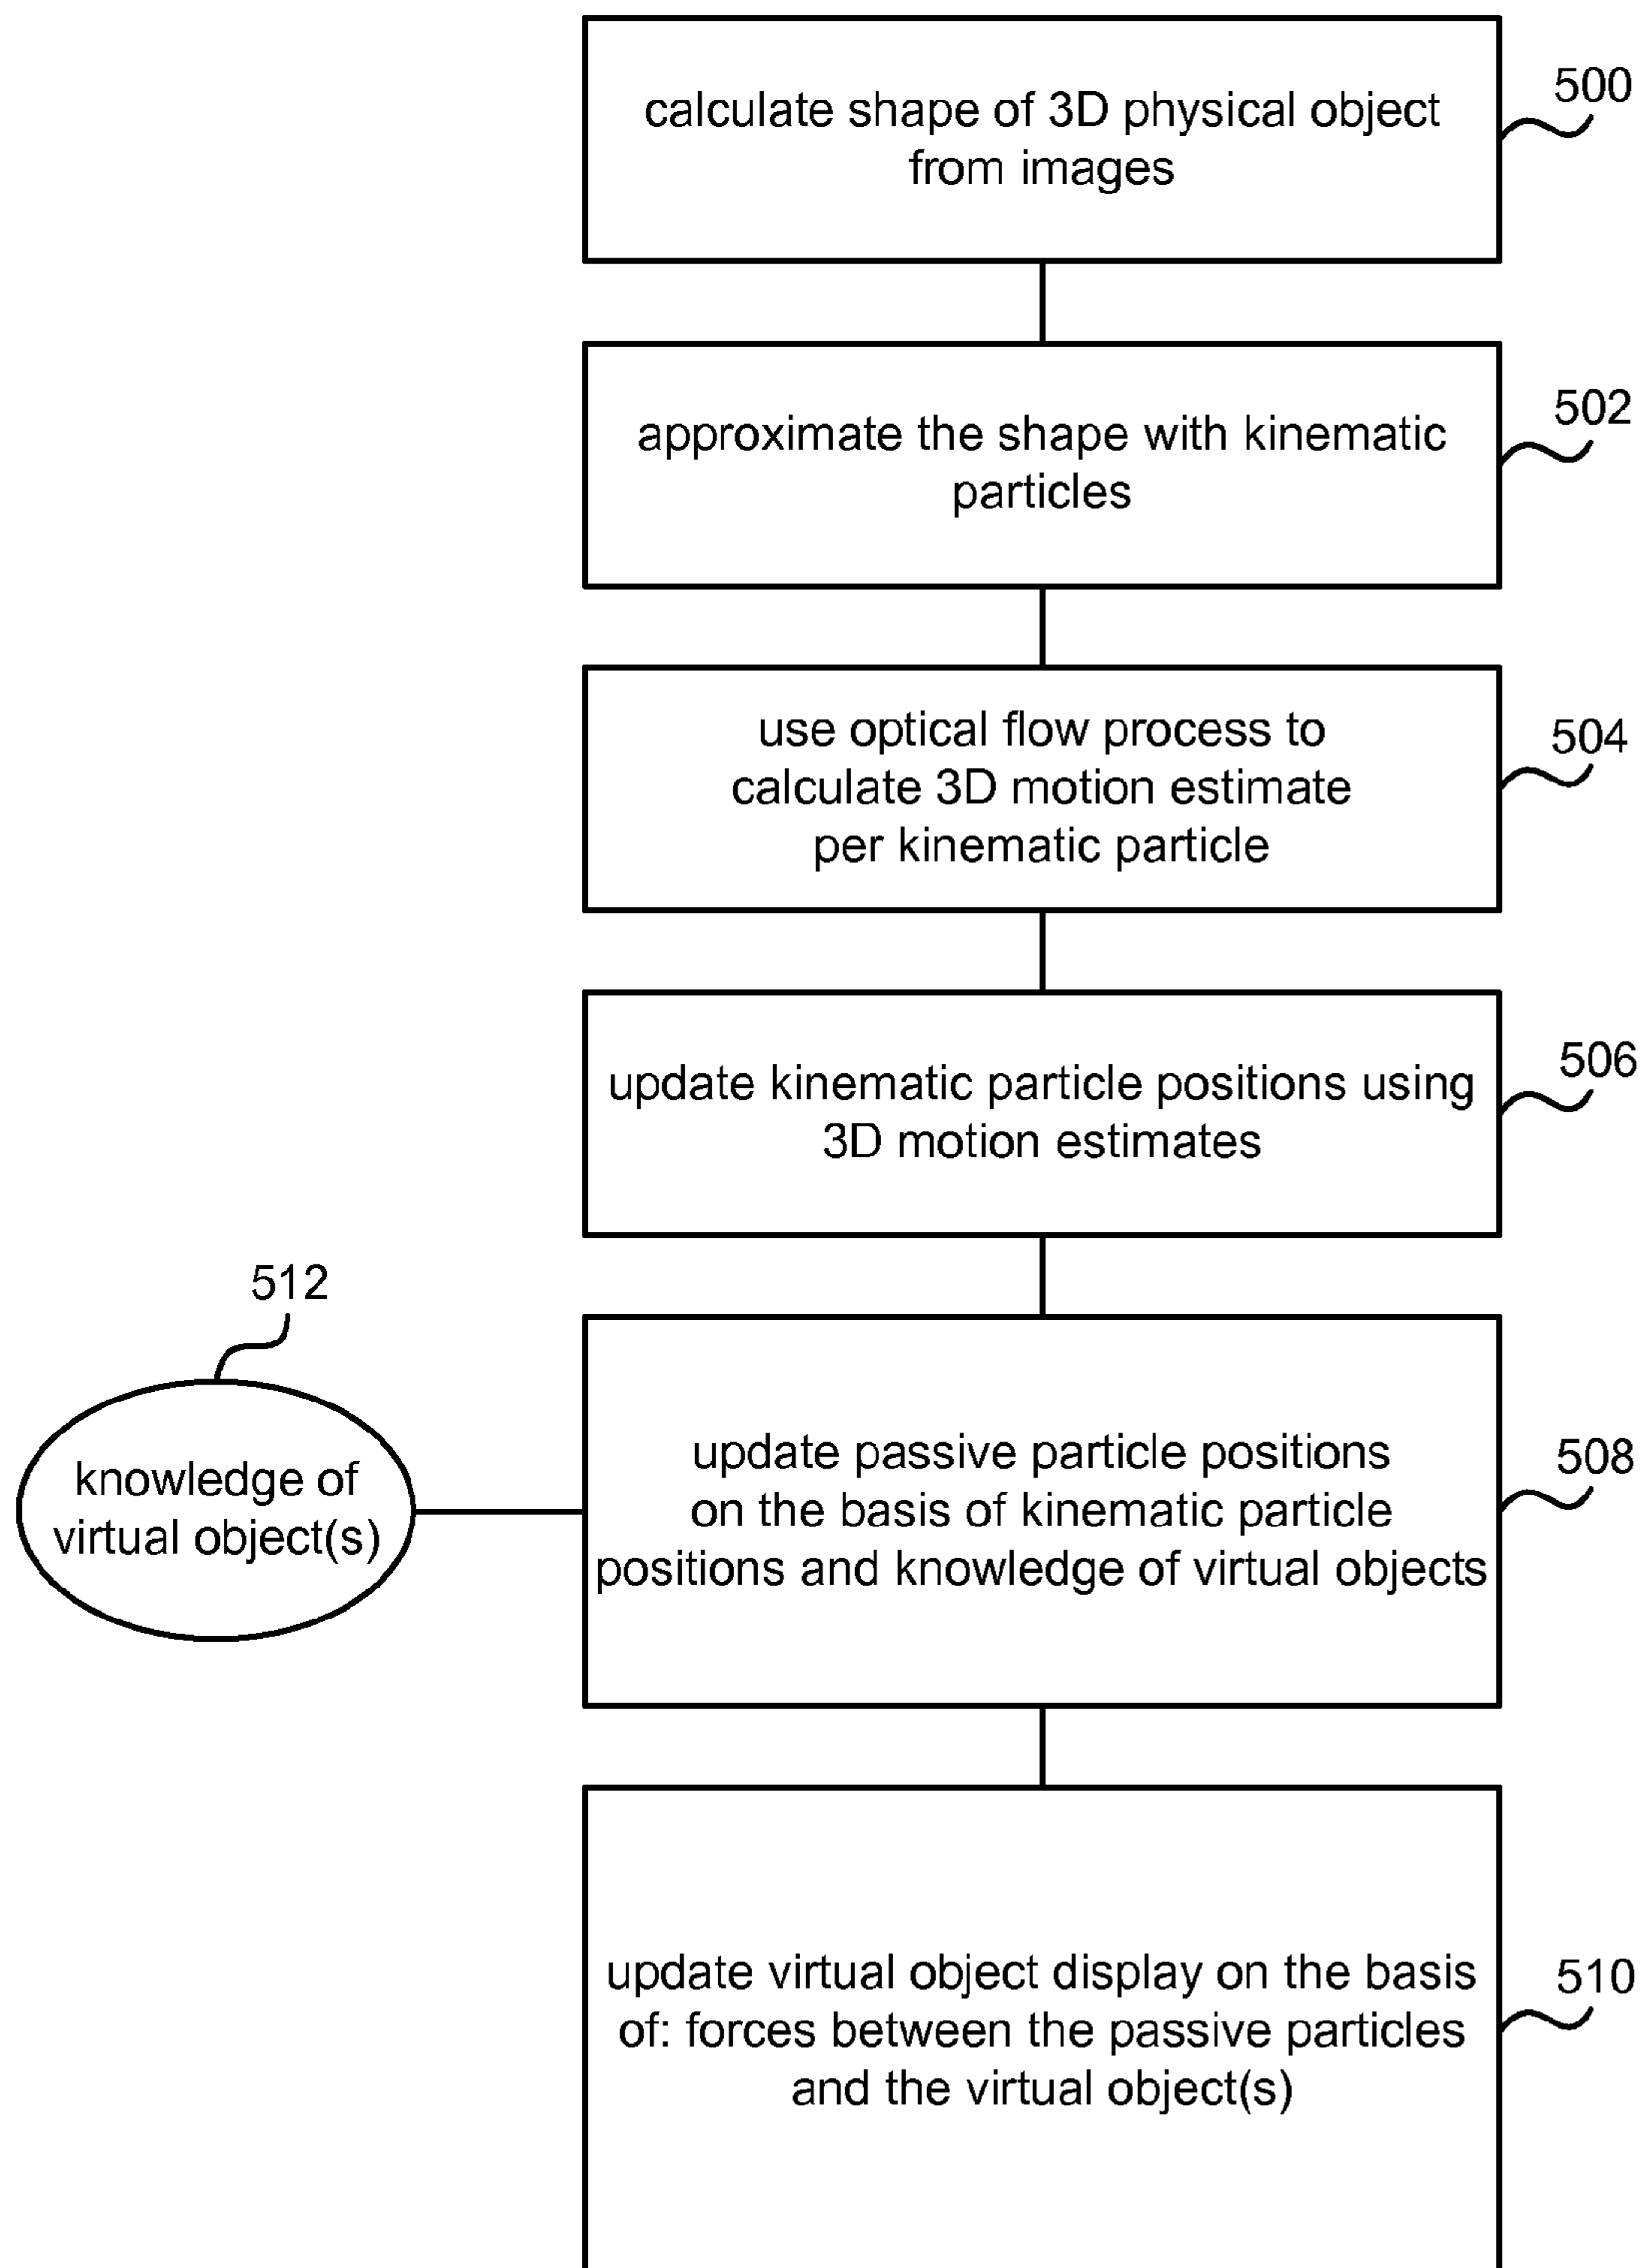 calculate shape of 3D physical object
from images
500
approximate the shape with kinematic
particles
502
use optical flow process to
calculate 3D motion estimate
per kinematic particle
504
update kinematic particle positions using
3D motion estimates
506
512
knowledge of
virtual object(s)
update passive particle positions
on the basis of kinematic particle
positions and knowledge of virtual objects
508
update virtual object display on the basis
of: forces between the passive particles
and the virtual object(s)
510